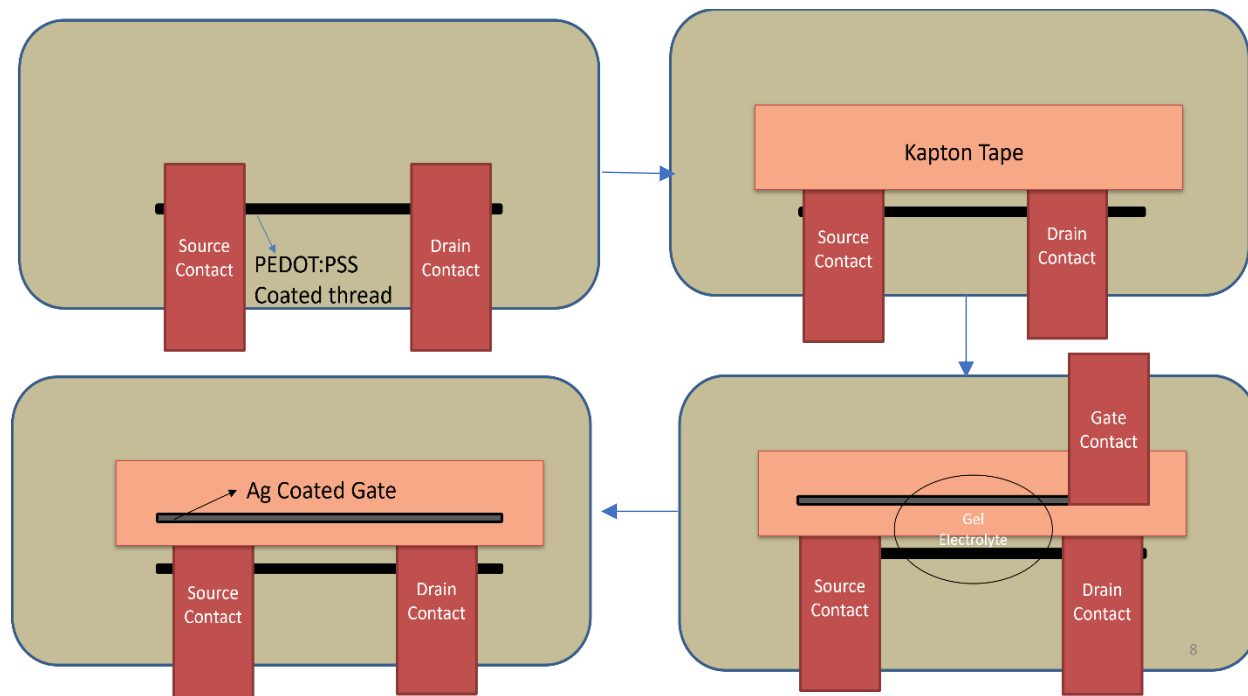 Source
Contact
PEDOT:PSS
Coated thread
Drain
Contact
Kapton Tape
Source
Contact
Drain
Contact
Ag Coated Gate
Source
Contact
Drain
Contact
Gate
Contact
Gel
Electrolyte
Source
Contact
Drain
Contact
8